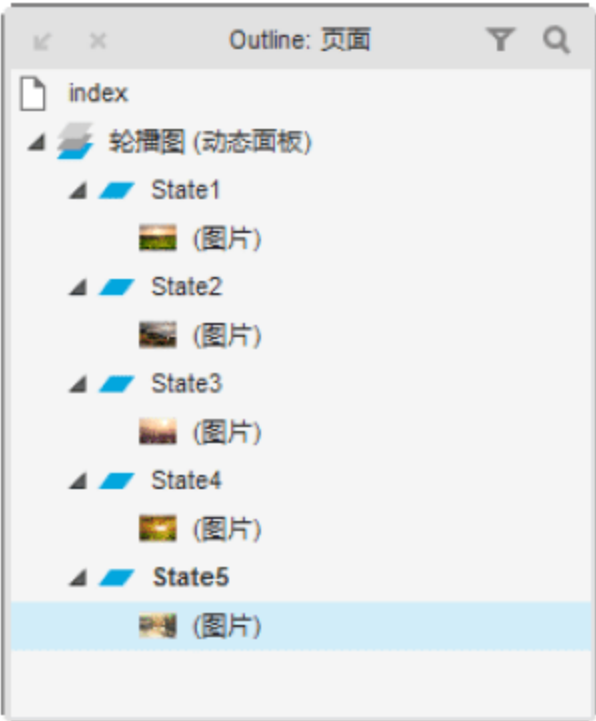 Outline: 页面
index
轮播图 (动态面板)
State1
(图片)
State2
(图片)
State3
(图片)
State4
(图片)
State5
(图片)